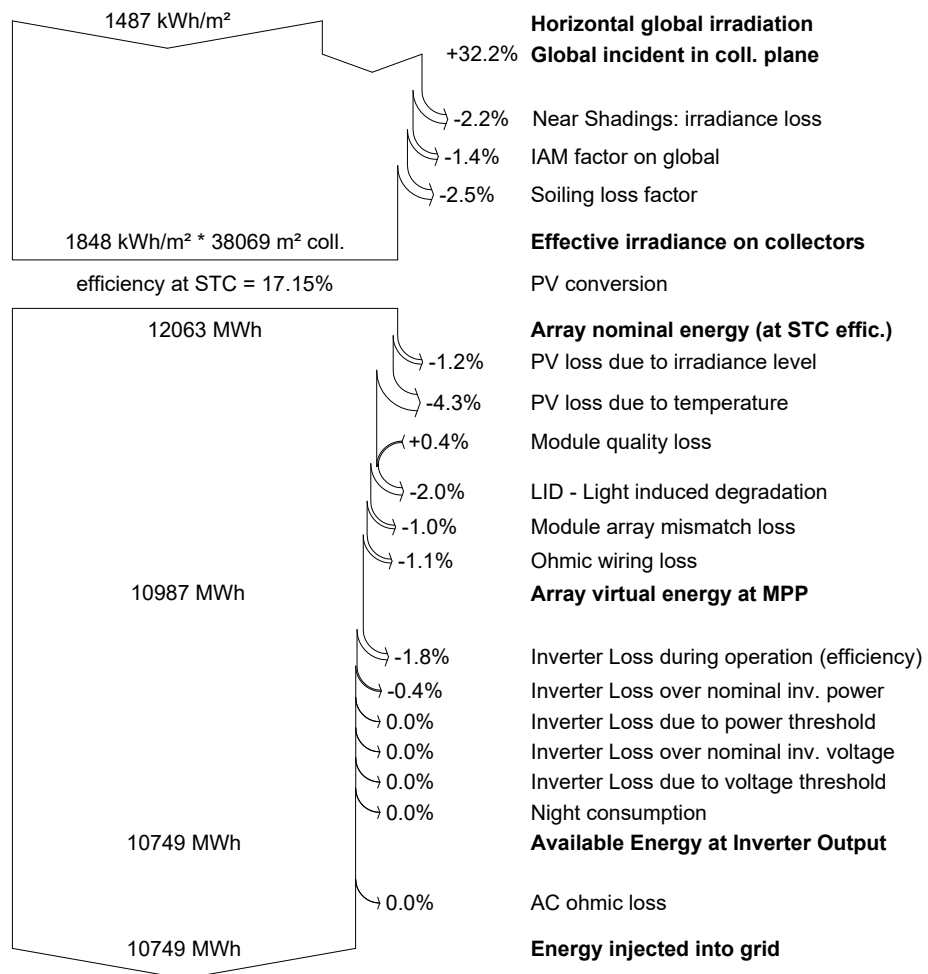 1487 kWh/m² Horizontal global irradiation
+32.2% Global incident in coll. plane
-2.2% Near Shadings: irradiance loss
-1.4% IAM factor on global
-2.5% Soiling loss factor
1848 kWh/m² * 38069 m² coll. Effective irradiance on collectors
efficiency at STC = 17.15% PV conversion
12063 MWh Array nominal energy (at STC effic.)
-1.2% PV loss due to irradiance level
-4.3% PV loss due to temperature
+0.4% Module quality loss
-2.0% LID - Light induced degradation
-1.0% Module array mismatch loss
-1.1% Ohmic wiring loss
10987 MWh Array virtual energy at MPP
-1.8% Inverter Loss during operation (efficiency)
-0.4% Inverter Loss over nominal inv. power
0.0% Inverter Loss due to power threshold
0.0% Inverter Loss over nominal inv. voltage
0.0% Inverter Loss due to voltage threshold
0.0% Night consumption
10749 MWh Available Energy at Inverter Output
0.0% AC ohmic loss
10749 MWh Energy injected into grid